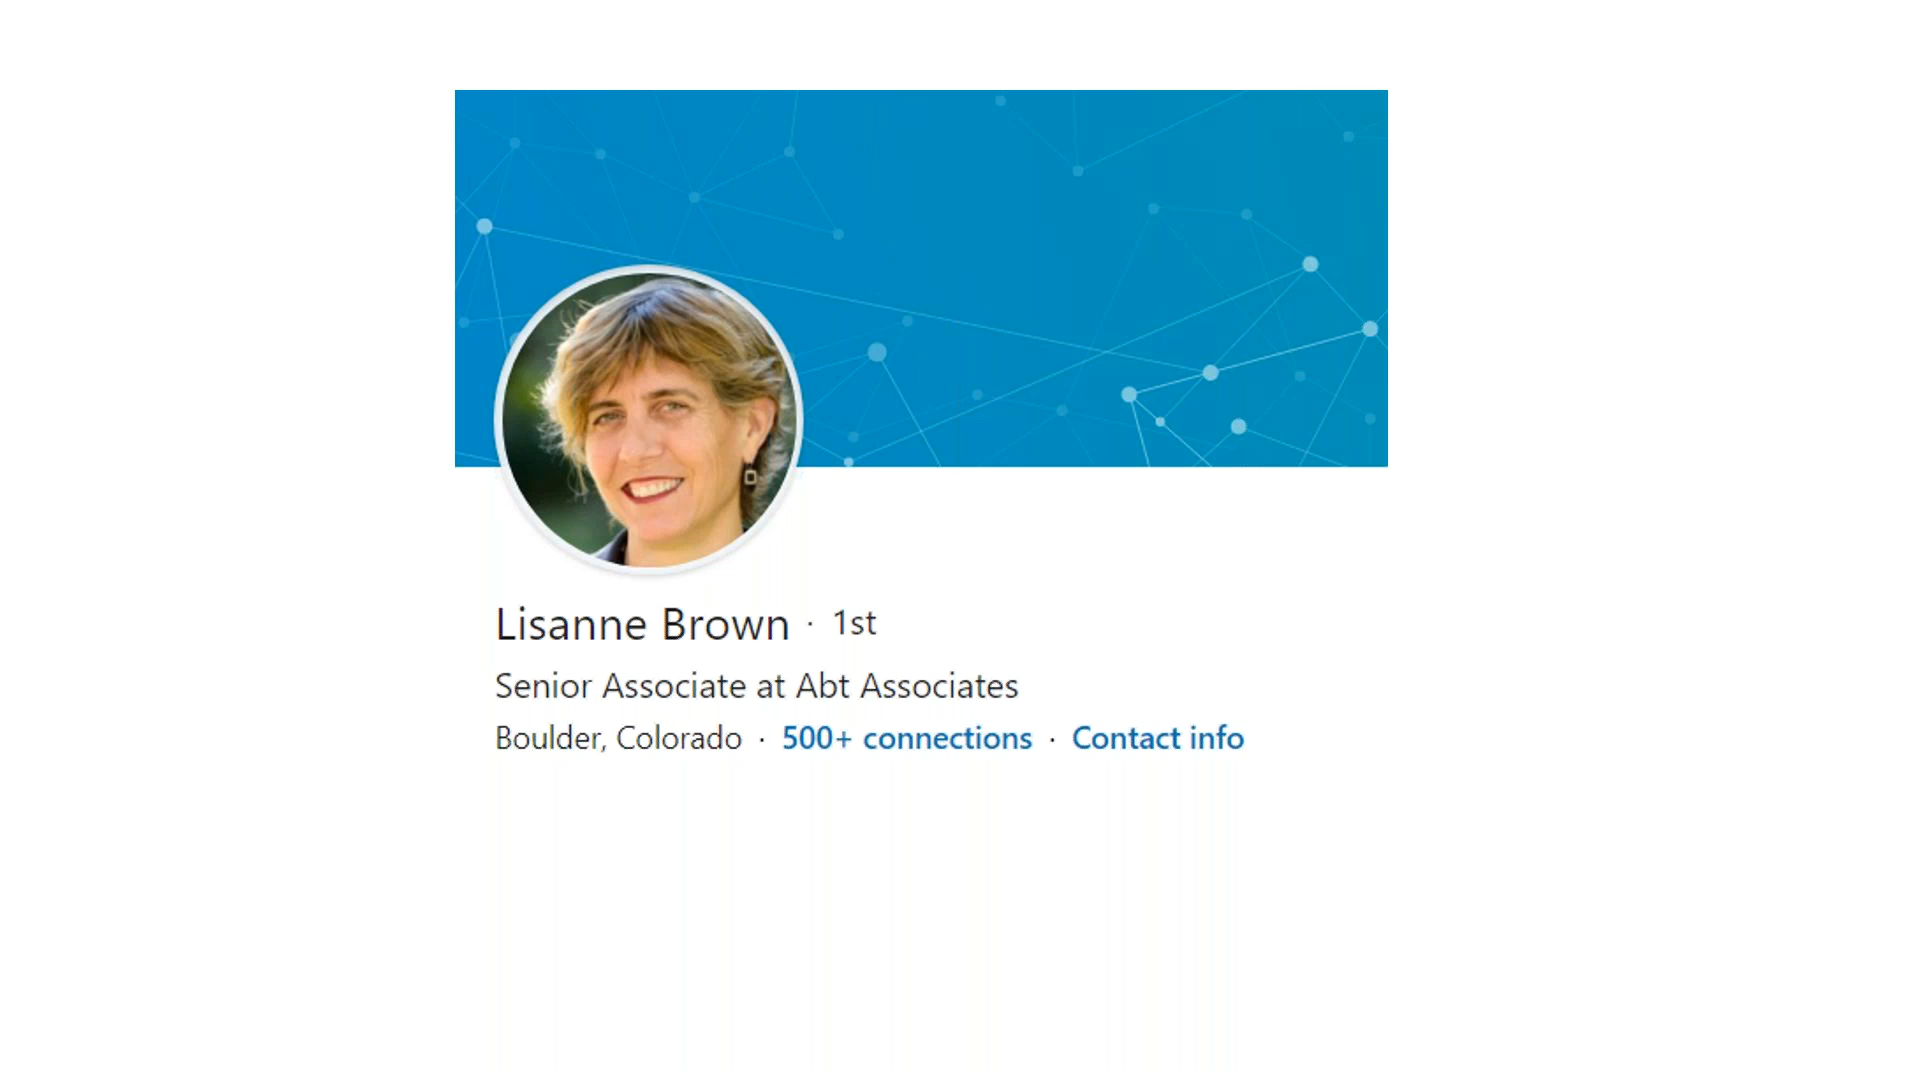 Lisanne Brown · 1st
Senior Associate at Abt Associates
Boulder, Colorado · 500+ connections · Contact info